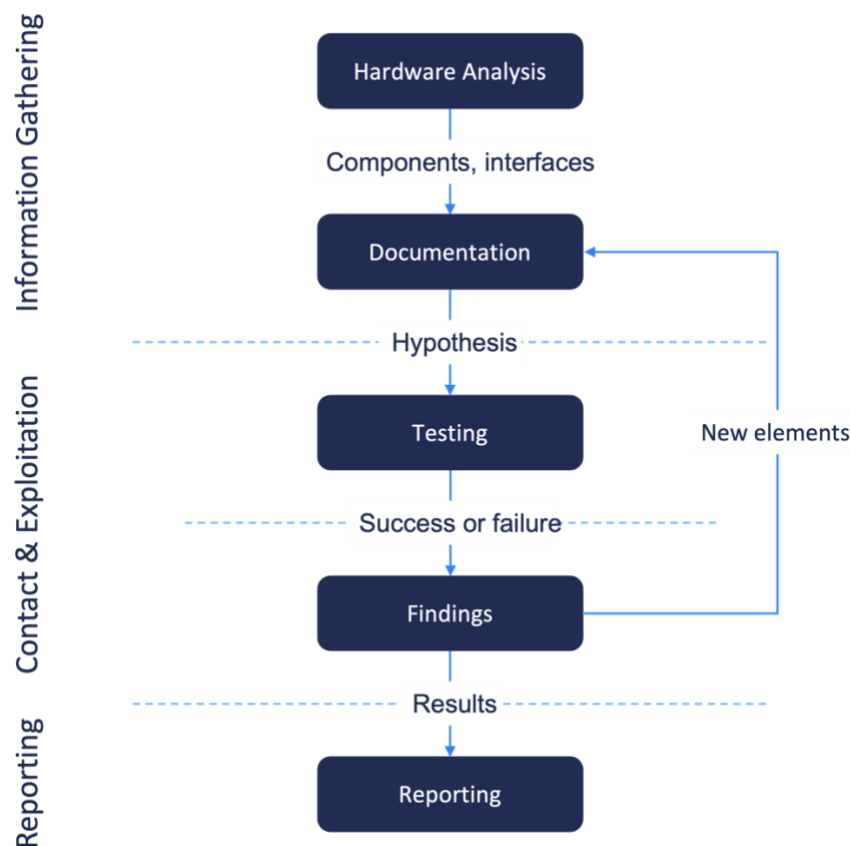 Information Gathering
Hardware Analysis
Components, interfaces
Documentation
Hypothesis
Contact & Exploitation
Testing
New elements
Success or failure
Findings
Results
Reporting
Reporting